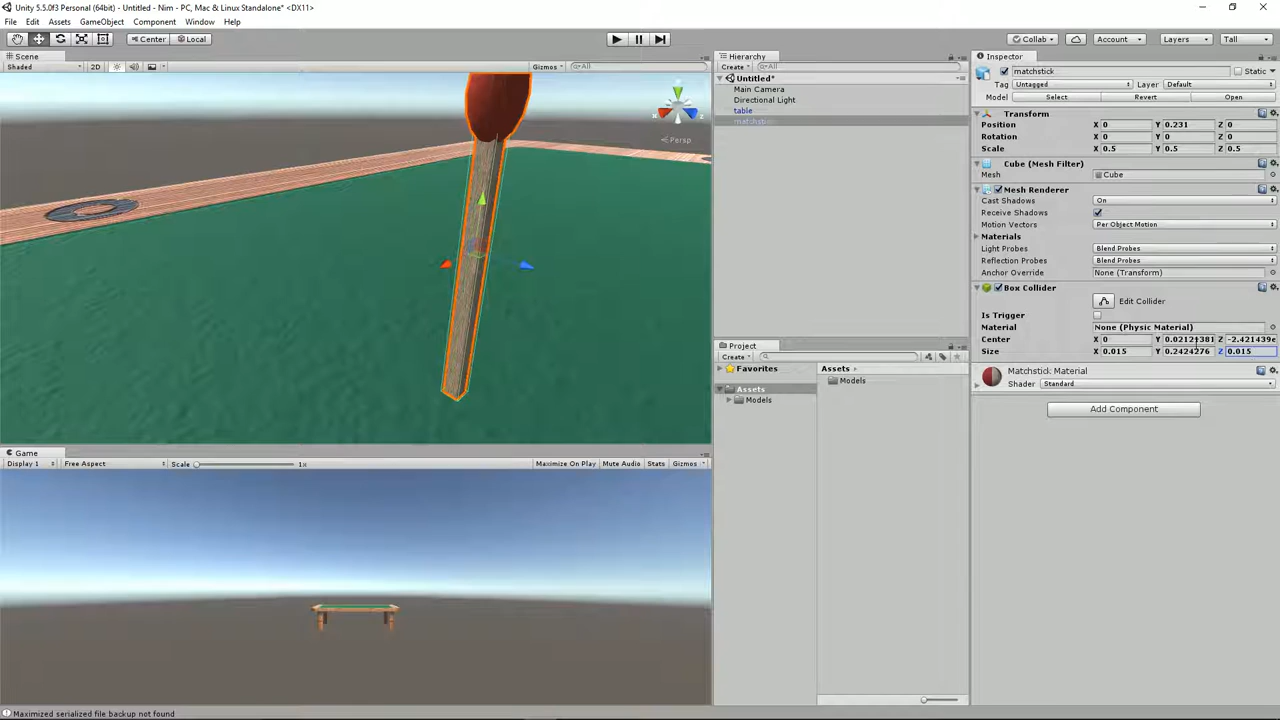 Unity 5.5.0f3 Personal (64bit) - Untitled - Nim - PC, Mac & Linux Standalone* <DX11>
File Edit Assets GameObject Component Window Help
Center Local Collab Account Layers Tall
Scene
Shaded 2D Gizmos All
Persp
Hierarchy
Create All
Untitled*
Main Camera
Directional Light
table
matchstick
Game
Display 1 Free Aspect Scale 1x Maximize On Play Mute Audio Stats Gizmos
Project
Create
Favorites
Assets
Models
Assets
Models
Inspector
matchstick Static
Tag Untagged Layer Default
Model Select Revert Open
Transform
Position X 0 Y 0.231 Z 0
Rotation X 0 Y 0 Z 0
Scale X 0.5 Y 0.5 Z 0.5
Cube (Mesh Filter)
Mesh Cube
Mesh Renderer
Cast Shadows On
Receive Shadows
Motion Vectors Per Object Motion
Materials
Light Probes Blend Probes
Reflection Probes Blend Probes
Anchor Override None (Transform)
Box Collider
Edit Collider
Is Trigger
Material None (Physic Material)
Center X 0 Y Z -2.421439e
Size X 0.015 Y 0.2424276 Z 0.015
Matchstick Material
Shader Standard
Add Component
Maximized serialized file backup not found